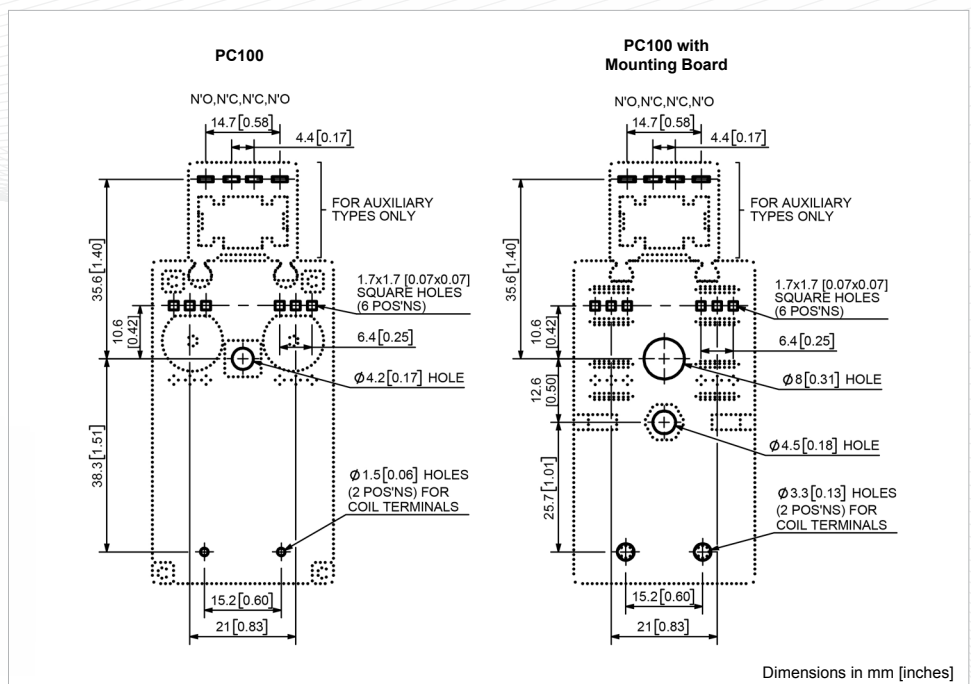 PC100
N'O,N'C,N'C,N'O
14.7[0.58]
4.4[0.17]
FOR AUXILIARY
TYPES ONLY
35.6[1.40]
1.7x1.7 [0.07x0.07]
SQUARE HOLES
(6 POS'NS)
10.6
[0.42]
6.4[0.25]
Ø4.2[0.17] HOLE
38.3[1.51]
Ø1.5[0.06] HOLES
(2 POS'NS) FOR
COIL TERMINALS
15.2[0.60]
21[0.83]
PC100 with
Mounting Board
N'O,N'C,N'C,N'O
14.7[0.58]
4.4[0.17]
FOR AUXILIARY
TYPES ONLY
35.6[1.40]
1.7x1.7 [0.07x0.07]
SQUARE HOLES
(6 POS'NS)
10.6
[0.42]
6.4[0.25]
Ø8[0.31] HOLE
12.6
[0.50]
Ø4.5[0.18] HOLE
25.7[1.01]
Ø3.3[0.13] HOLES
(2 POS'NS) FOR
COIL TERMINALS
15.2[0.60]
21[0.83]
Dimensions in mm [inches]